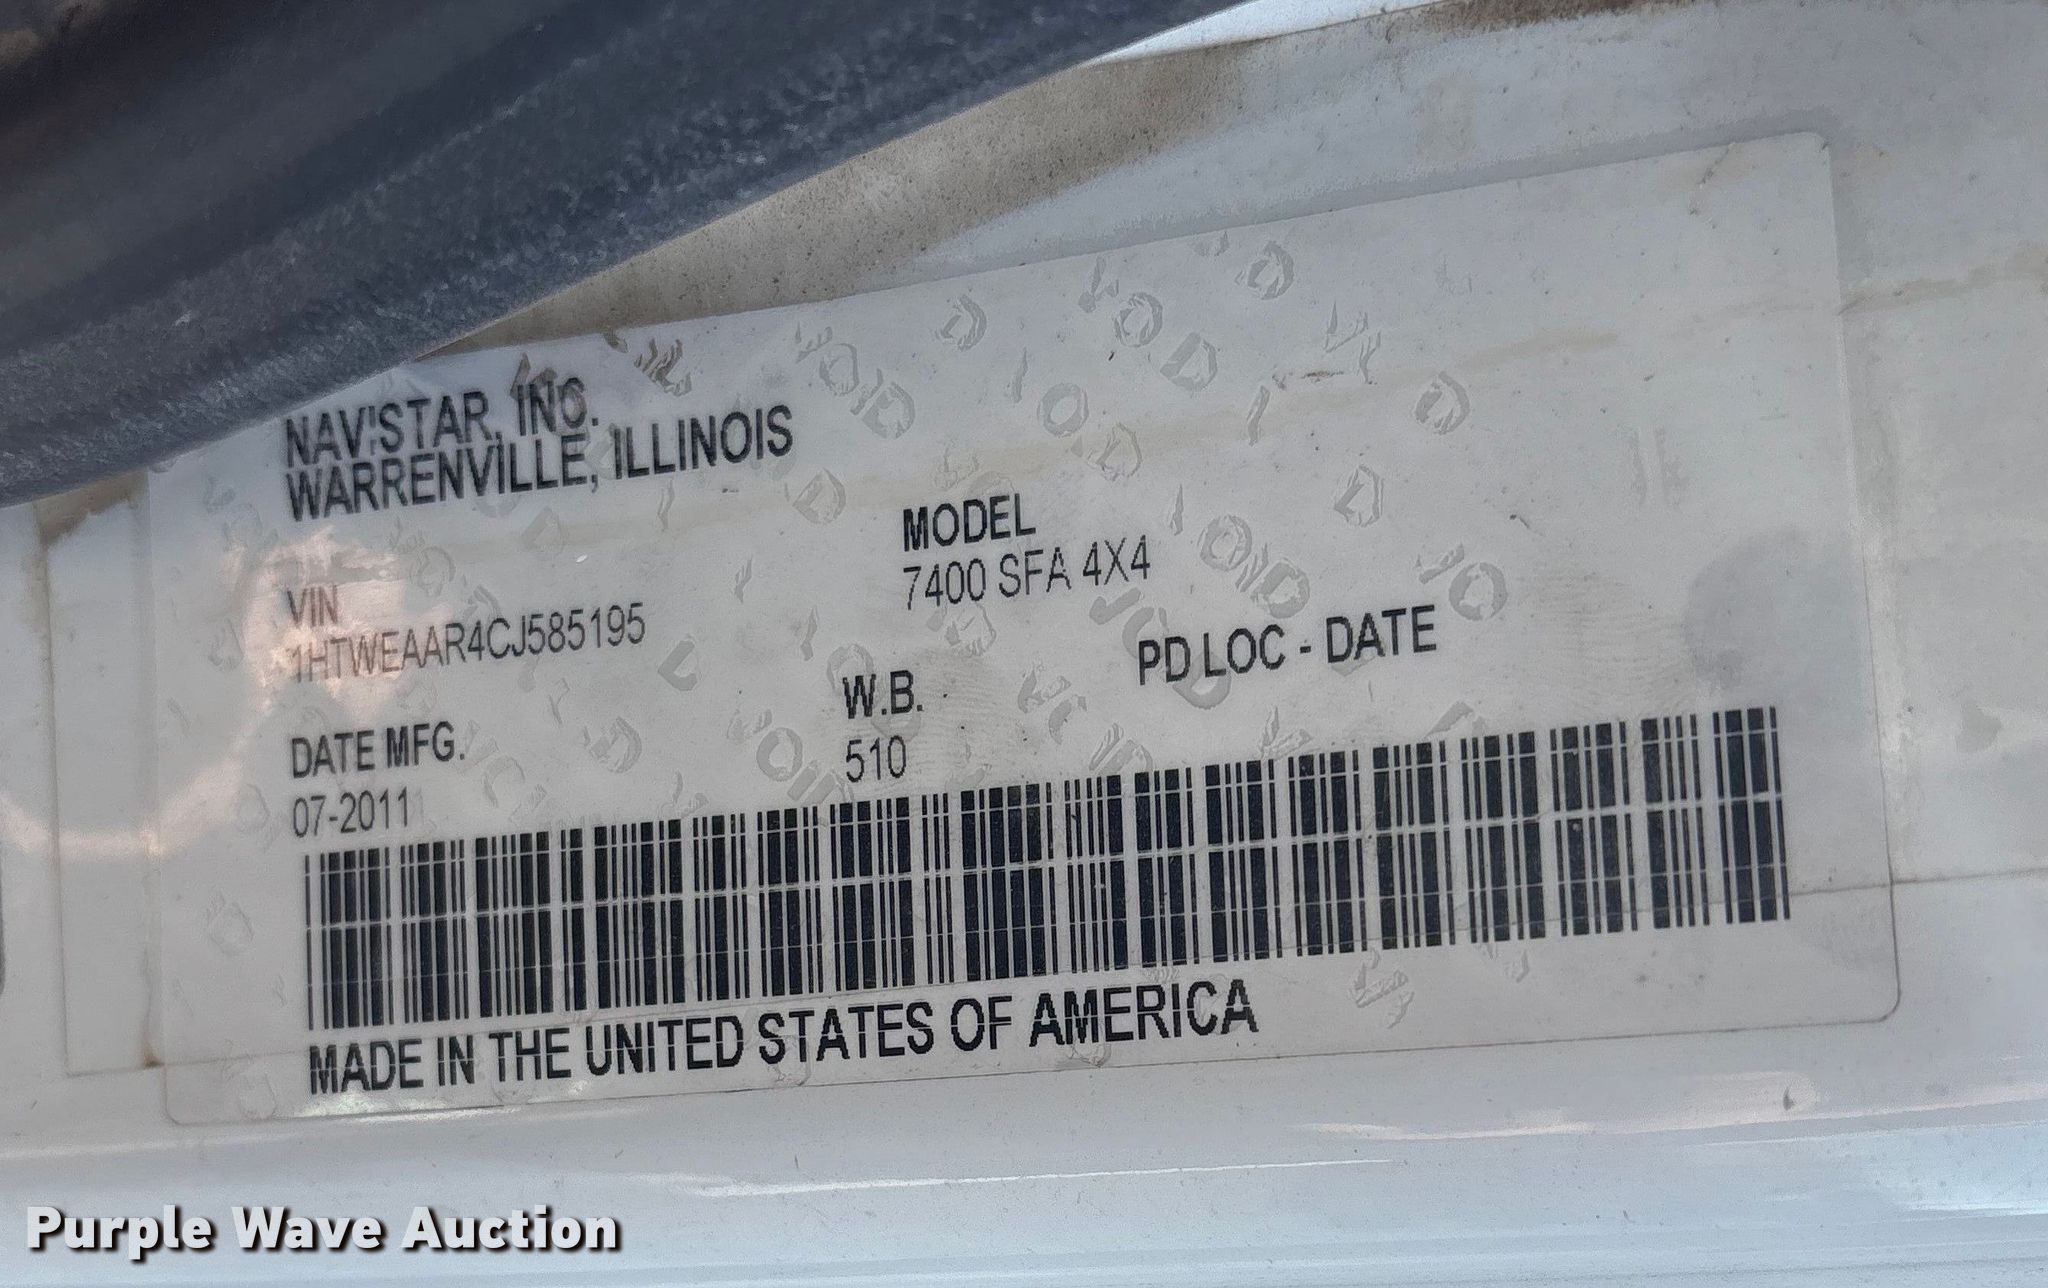 NAVISTAR, INC.
WARRENVILLE, ILLINOIS
MODEL
7400 SFA 4X4
VIN
1HTWEAAR4CJ585195
PD LOC - DATE
W.B.
510
DATE MFG.
07-2011
MADE IN THE UNITED STATES OF AMERICA
Purple Wave Auction